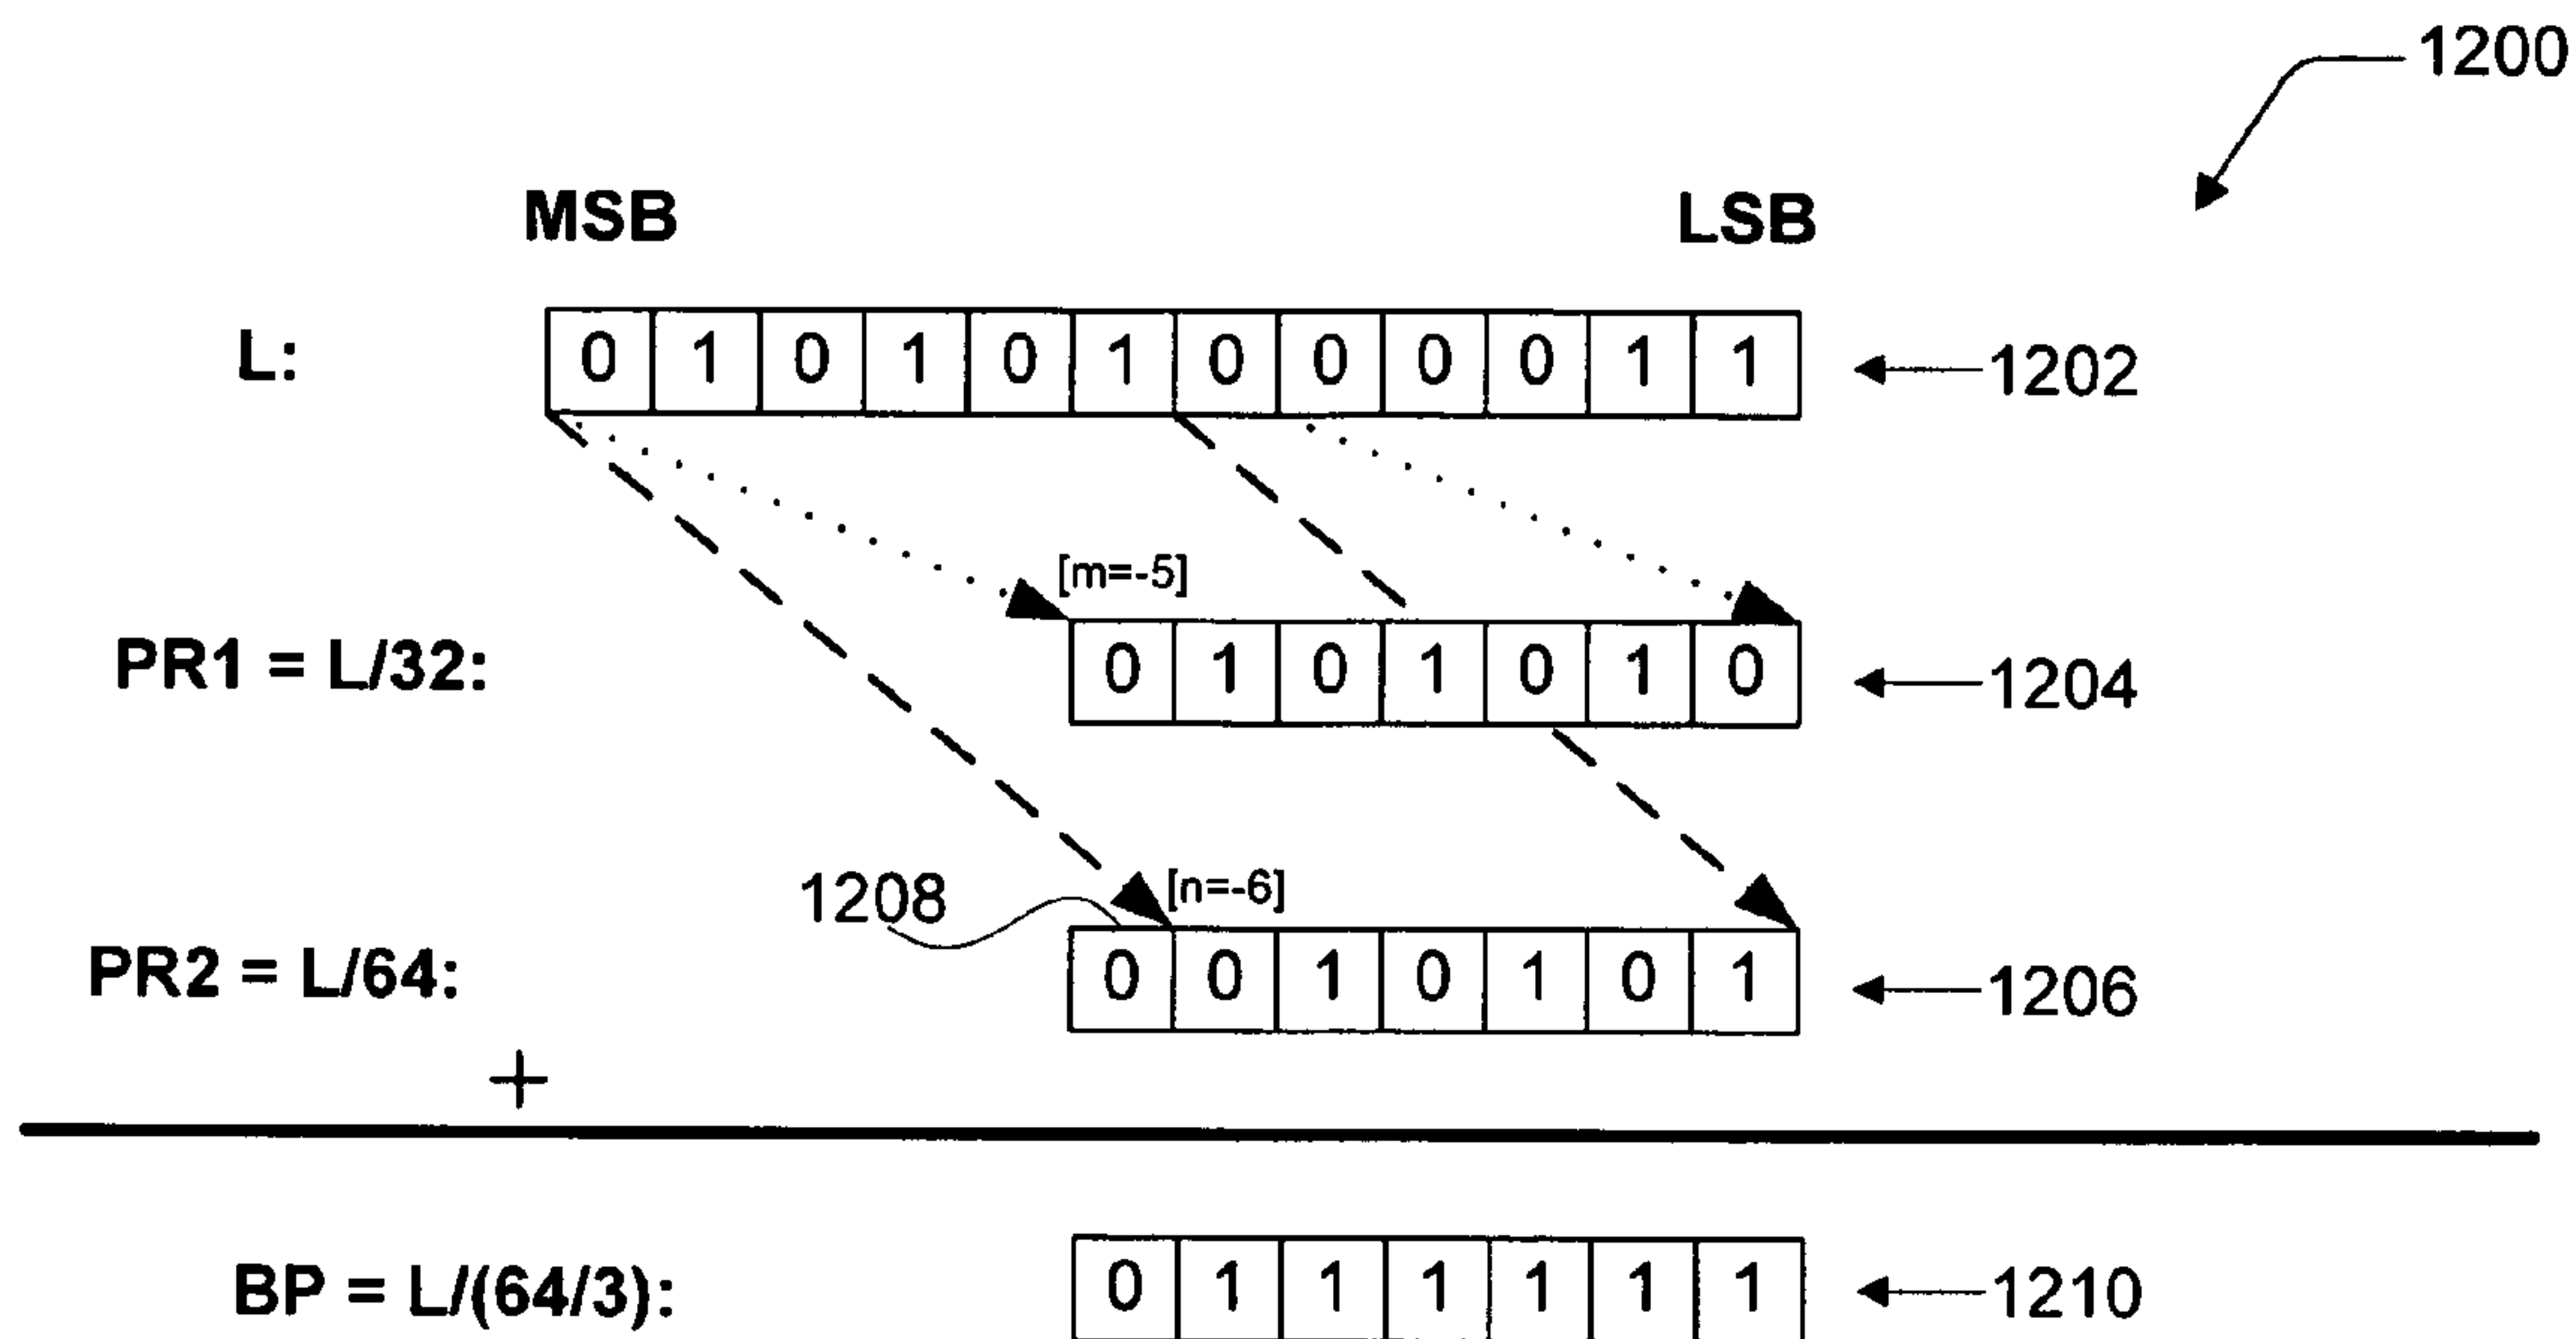 1200
MSB LSB
L: 0 1 0 1 0 1 0 0 0 0 1 1 1202
[m=-5]
PR1 = L/32: 0 1 0 1 0 1 0 1204
1208 [n=-6]
PR2 = L/64: 0 0 1 0 1 0 1 1206
+
BP = L/(64/3): 0 1 1 1 1 1 1 1210